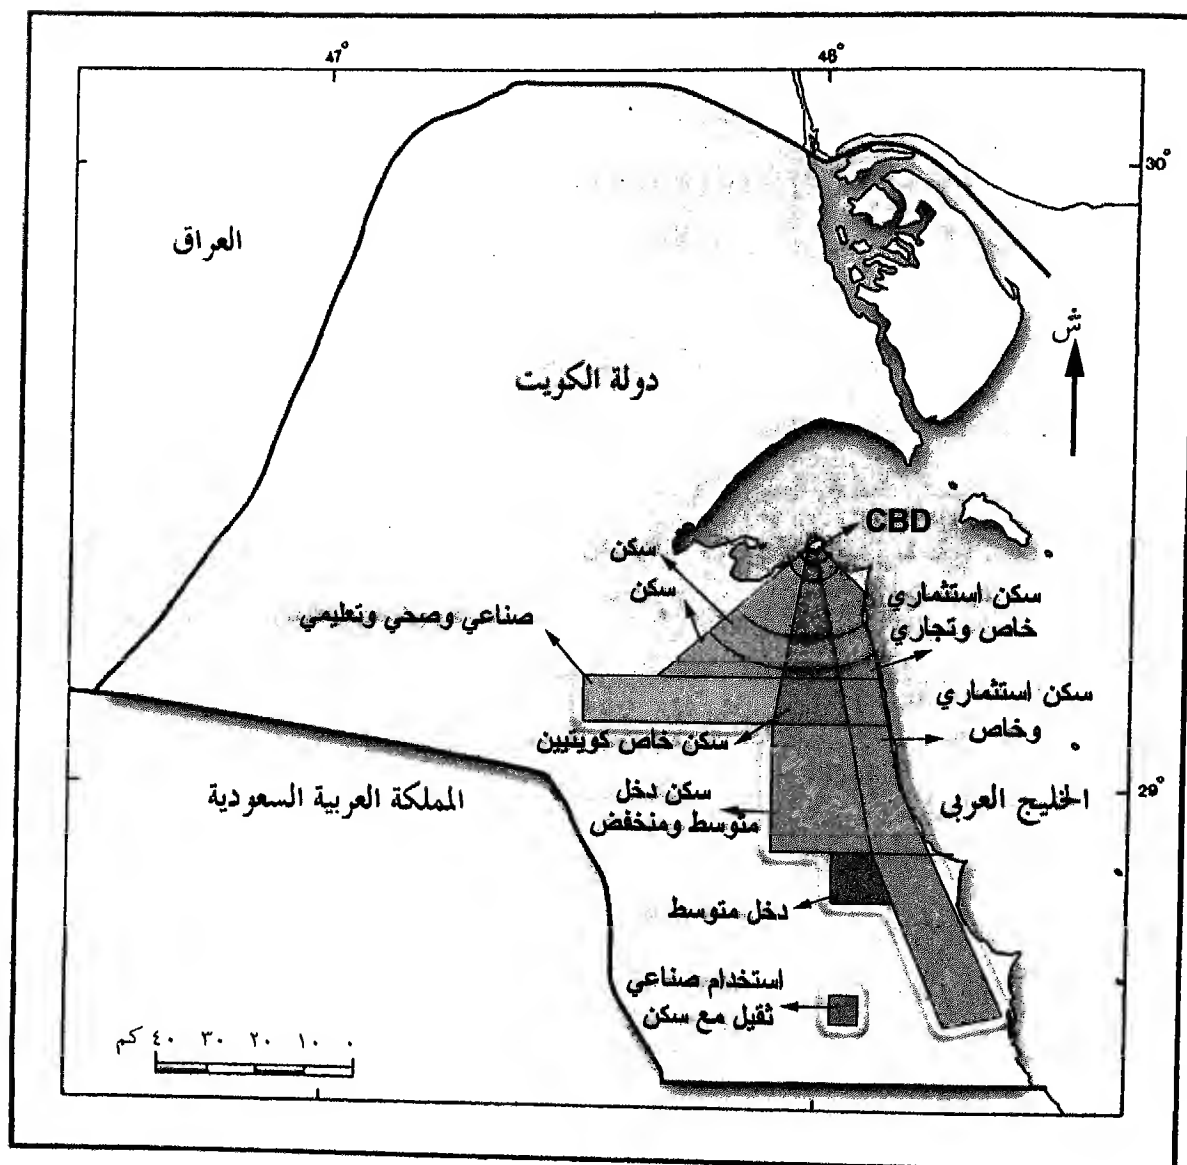 47°
48°
30°
العراق
ش
دولة الكويت
CBD
سكن
سكن
سكن استثماري
خاص وتجاري
صناعي وصحي وتعليمي
سكن استثماري
وخاص
سكن خاص كويتيين
29°
الخليج العربي
المملكة العربية السعودية
سكن دخل
متوسط ومنخفض
دخل متوسط
استخدام صناعي
ثقيل مع سكن
٠ ١٠ ٢٠ ٣٠ ٤٠ كم